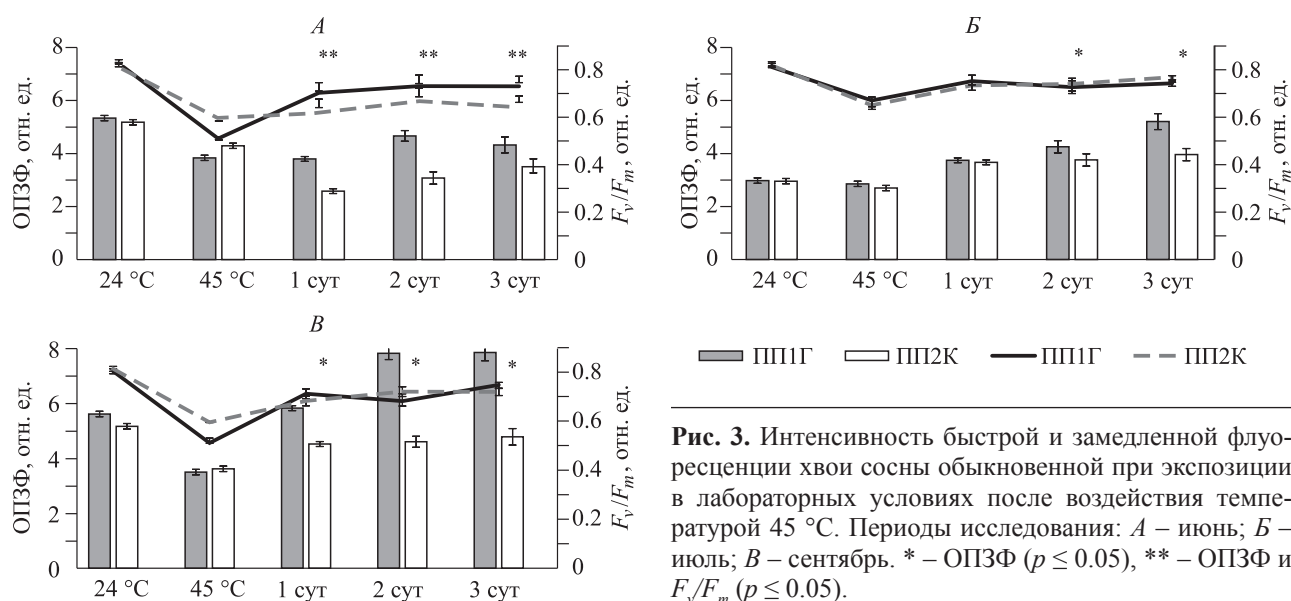 А
8
6
4
2
0
ОПЗФ, отн. ед.
** ** **
0.8
0.6
0.4
0.2
0
Fv/Fm, отн. ед.
24 °C 45 °C 1 сут 2 сут 3 сут
Б
8
6
4
2
0
ОПЗФ, отн. ед.
* *
0.8
0.6
0.4
0.2
0
Fv/Fm, отн. ед.
24 °C 45 °C 1 сут 2 сут 3 сут
В
8
6
4
2
0
ОПЗФ, отн. ед.
* * *
0.8
0.6
0.4
0.2
0
Fv/Fm, отн. ед.
24 °C 45 °C 1 сут 2 сут 3 сут
ПП1Г ПП2К ПП1Г ПП2К
Рис. 3. Интенсивность быстрой и замедленной флуо-
ресценции хвои сосны обыкновенной при экспозиции
в лабораторных условиях после воздействия темпе-
ратурой 45 °C. Периоды исследования: А – июнь; Б –
июль; В – сентябрь. * – ОПЗФ (p ≤ 0.05), ** – ОПЗФ и
Fv/Fm (p ≤ 0.05).